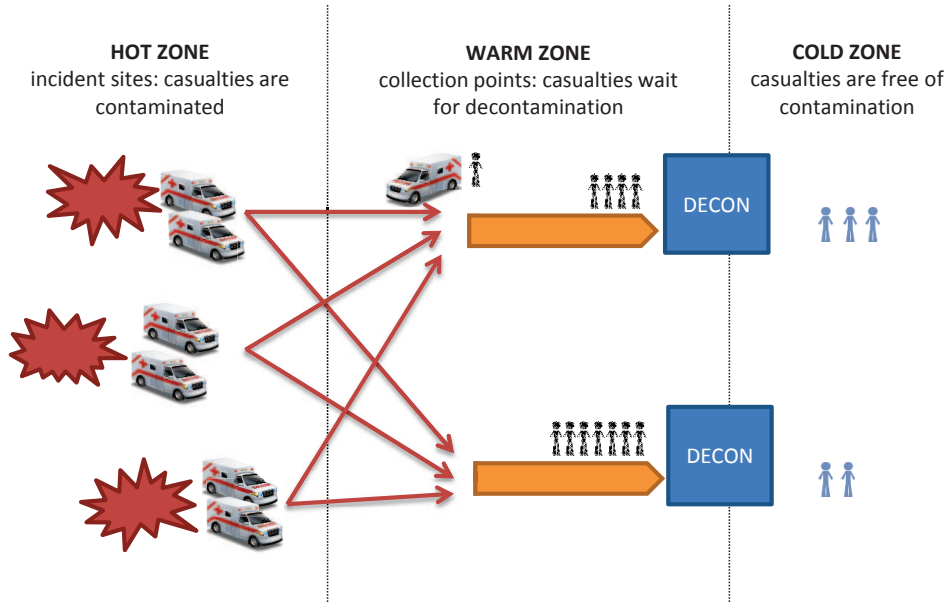 HOT ZONE
incident sites: casualties are
contaminated
WARM ZONE
collection points: casualties wait
for decontamination
COLD ZONE
casualties are free of
contamination
DECON
DECON